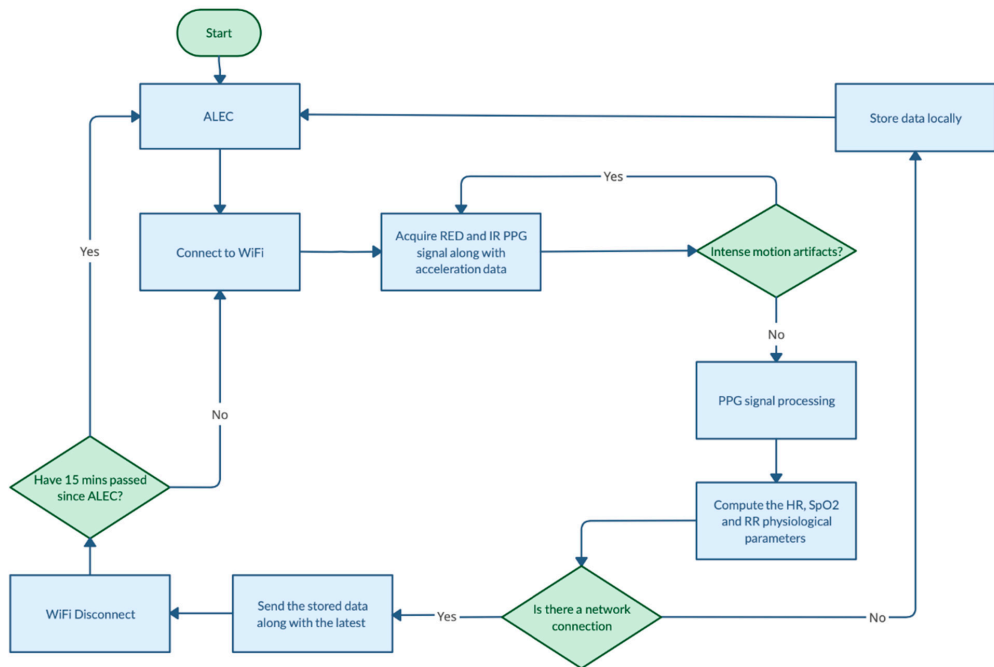 Start
ALEC
Store data locally
Yes
Connect to WiFi
Acquire RED and IR PPG
signal along with
acceleration data
Intense motion artifacts?
Yes
No
No
PPG signal processing
Have 15 mins passed
since ALEC?
Compute the HR, SpO2
and RR physiological
parameters
WiFi Disconnect
Send the stored data
along with the latest
Yes
Is there a network
connection
No